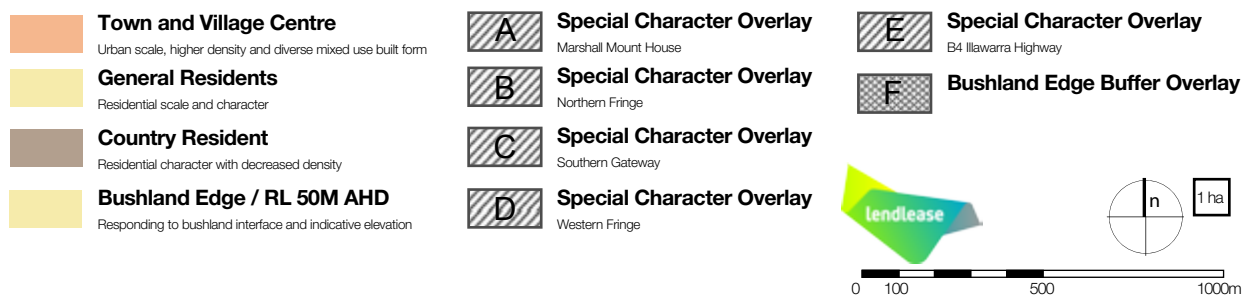 Town and Village Centre
Urban scale, higher density and diverse mixed use built form
General Residents
Residential scale and character
Country Resident
Residential character with decreased density
Bushland Edge / RL 50M AHD
Responding to bushland interface and indicative elevation
A
Special Character Overlay
Marshall Mount House
B
Special Character Overlay
Northern Fringe
C
Special Character Overlay
Southern Gateway
D
Special Character Overlay
Western Fringe
E
Special Character Overlay
B4 Illawarra Highway
F
Bushland Edge Buffer Overlay
lendlease
n
1 ha
0 100 500 1000m